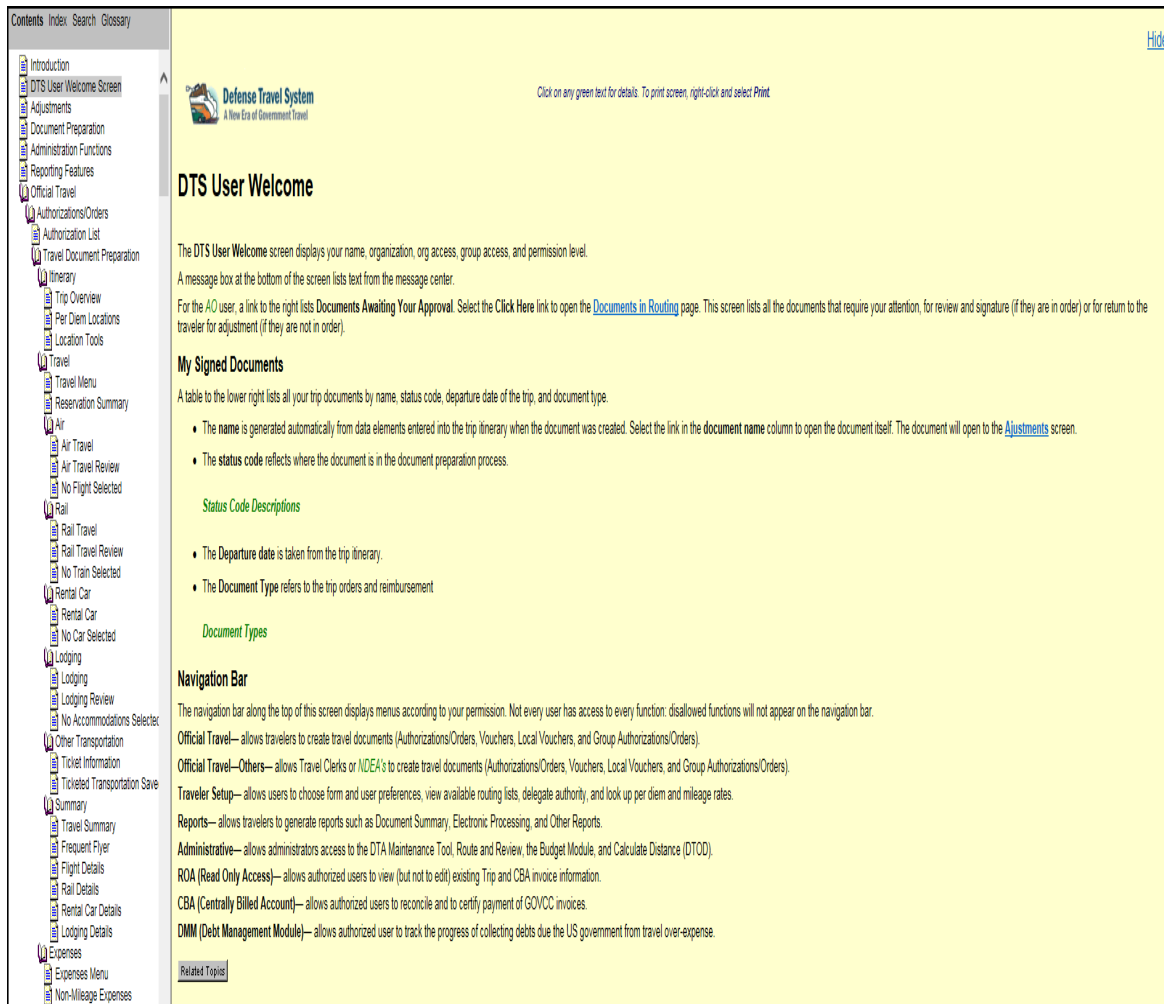 Contents Index Search Glossary
Introduction
DTS User Welcome Screen
Adjustments
Document Preparation
Administration Functions
Reporting Features
Official Travel
Authorizations/Orders
Authorization List
Travel Document Preparation
Itinerary
Trip Overview
Per Diem Locations
Location Tools
Travel
Travel Menu
Reservation Summary
Air
Air Travel
Air Travel Review
No Flight Selected
Rail
Rail Travel
Rail Travel Review
No Train Selected
Rental Car
Rental Car
No Car Selected
Lodging
Lodging
Lodging Review
No Accommodations Selected
Other Transportation
Ticket Information
Ticketed Transportation Save
Summary
Travel Summary
Frequent Flyer
Flight Details
Rail Details
Rental Car Details
Lodging Details
Expenses
Expenses Menu
Non-Mileage Expenses
Hide
Defense Travel System
A New Era of Government Travel
Click on any green text for details. To print screen, right-click and select Print.
DTS User Welcome
The DTS User Welcome screen displays your name, organization, org access, group access, and permission level.
A message box at the bottom of the screen lists text from the message center.
For the AO user, a link to the right lists Documents Awaiting Your Approval. Select the Click Here link to open the Documents in Routing page. This screen lists all the documents that require your attention, for review and signature (if they are in order) or for return to the
traveler for adjustment (if they are not in order).
My Signed Documents
A table to the lower right lists all your trip documents by name, status code, departure date of the trip, and document type.
• The name is generated automatically from data elements entered into the trip itinerary when the document was created. Select the link in the document name column to open the document itself. The document will open to the Ajustments screen.
• The status code reflects where the document is in the document preparation process.
Status Code Descriptions
• The Departure date is taken from the trip itinerary.
• The Document Type refers to the trip orders and reimbursement
Document Types
Navigation Bar
The navigation bar along the top of this screen displays menus according to your permission. Not every user has access to every function: disallowed functions will not appear on the navigation bar.
Official Travel— allows travelers to create travel documents (Authorizations/Orders, Vouchers, Local Vouchers, and Group Authorizations/Orders).
Official Travel—Others— allows Travel Clerks or NDEA's to create travel documents (Authorizations/Orders, Vouchers, Local Vouchers, and Group Authorizations/Orders).
Traveler Setup— allows users to choose form and user preferences, view available routing lists, delegate authority, and look up per diem and mileage rates.
Reports— allows travelers to generate reports such as Document Summary, Electronic Processing, and Other Reports.
Administrative— allows administrators access to the DTA Maintenance Tool, Route and Review, the Budget Module, and Calculate Distance (DTOD).
ROA (Read Only Access)— allows authorized users to view (but not to edit) existing Trip and CBA invoice information.
CBA (Centrally Billed Account)— allows authorized users to reconcile and to certify payment of GOVCC invoices.
DMM (Debt Management Module)— allows authorized user to track the progress of collecting debts due the US government from travel over-expense.
Related Topics